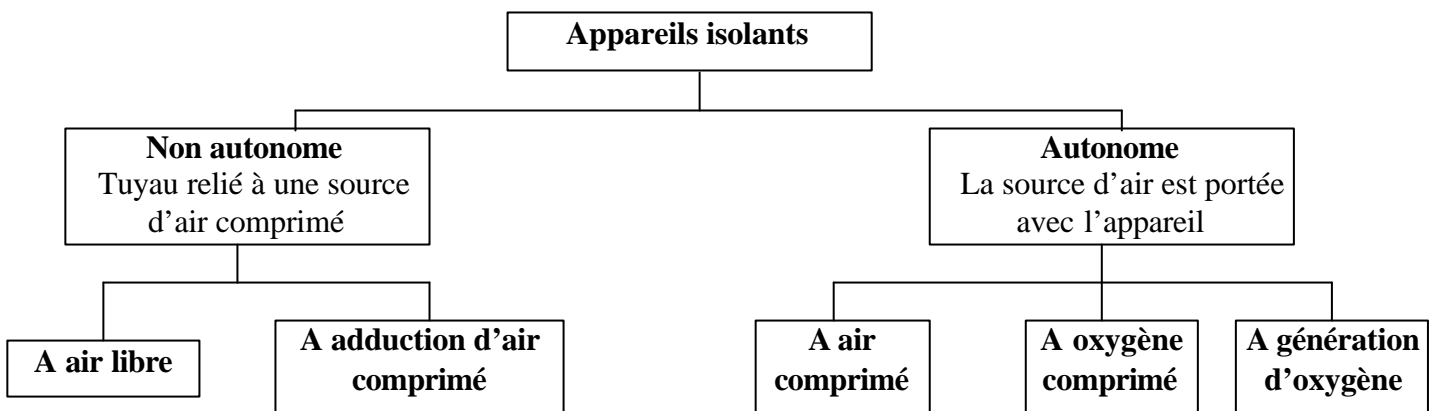 Appareils isolants
Non autonome
Tuyau relié à une source
d’air comprimé
Autonome
La source d’air est portée
avec l’appareil
A air libre
A adduction d’air
comprimé
A air
comprimé
A oxygène
comprimé
A génération
d’oxygène